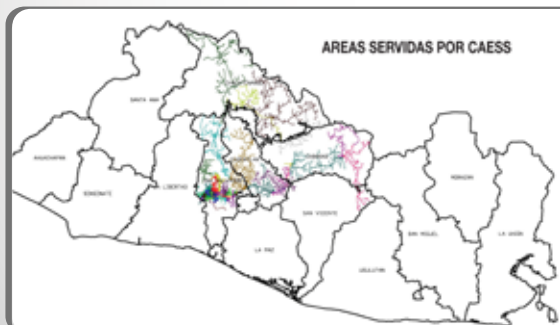 AREAS SERVIDAS POR CAESS
SANTA ANA
AHUACHAPAN
SONSONATE
LA LIBERTAD
SAN VICENTE
LA PAZ
USULUTAN
SAN MIGUEL
MORAZAN
LA UNION